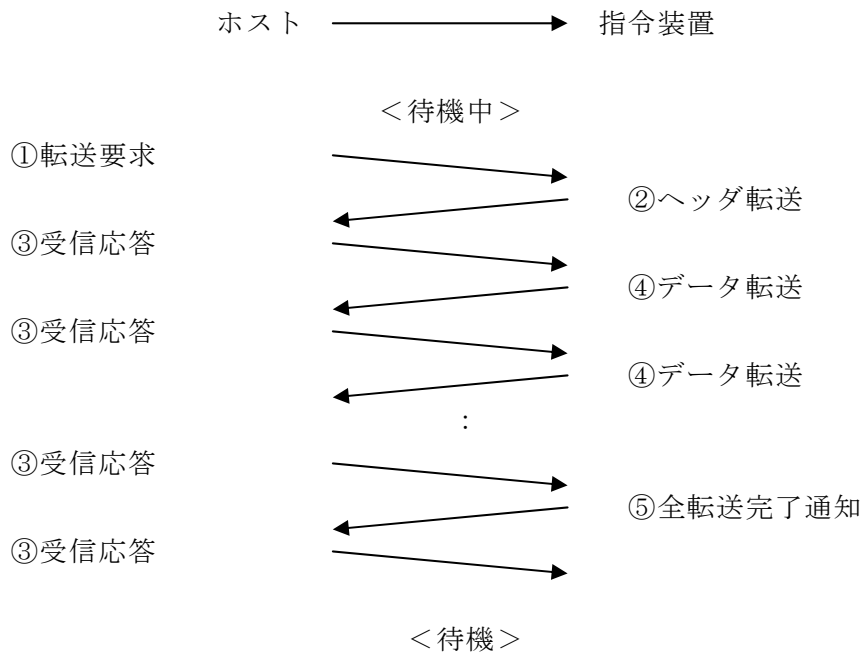 ホスト 指令装置
＜待機中＞
①転送要求
②ヘッダ転送
③受信応答
④データ転送
③受信応答
④データ転送
：
③受信応答
⑤全転送完了通知
③受信応答
＜待機＞